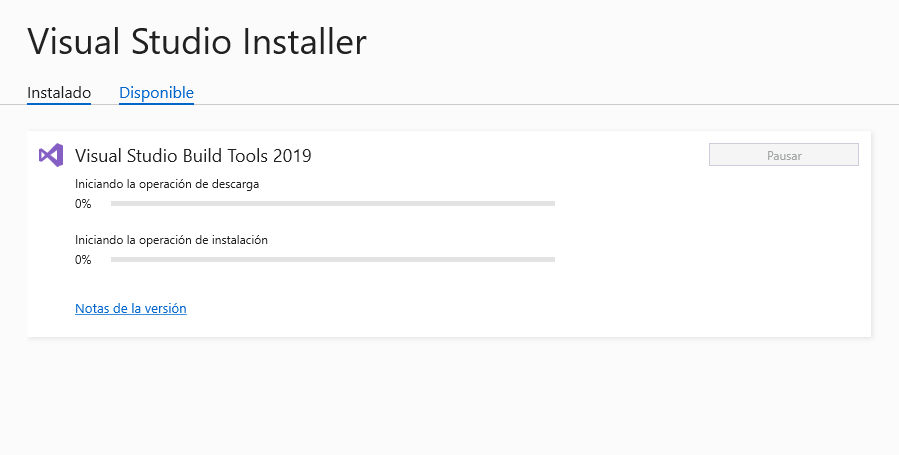 Visual Studio Installer
Instalado Disponible
Visual Studio Build Tools 2019 Pausar
Iniciando la operación de descarga
0%
Iniciando la operación de instalación
0%
Notas de la versión